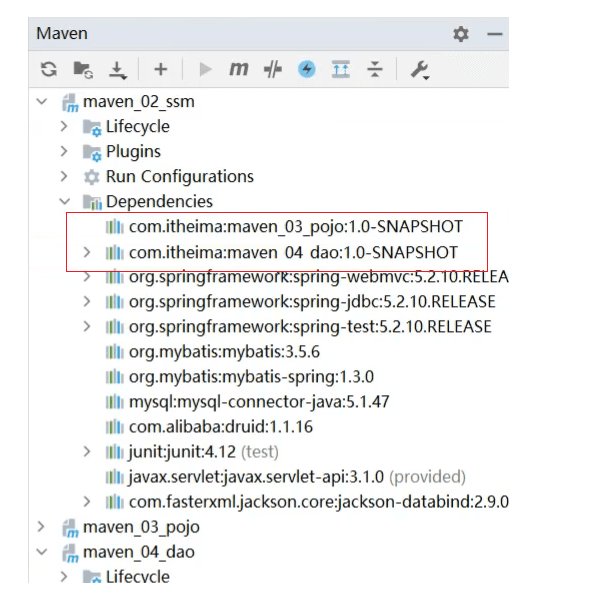 Maven
maven_02_ssm
Lifecycle
Plugins
Run Configurations
Dependencies
com.itheima:maven_03_pojo:1.0-SNAPSHOT
com.itheima:maven_04_dao:1.0-SNAPSHOT
org.springframework:spring-webmvc:5.2.10.RELEA
org.springframework:spring-jdbc:5.2.10.RELEASE
org.springframework:spring-test:5.2.10.RELEASE
org.mybatis:mybatis:3.5.6
org.mybatis:mybatis-spring:1.3.0
mysql:mysql-connector-java:5.1.47
com.alibaba:druid:1.1.16
junit:junit:4.12 (test)
javax.servlet:javax.servlet-api:3.1.0 (provided)
com.fasterxml.jackson.core:jackson-databind:2.9.0
maven_03_pojo
maven_04_dao
Lifecycle